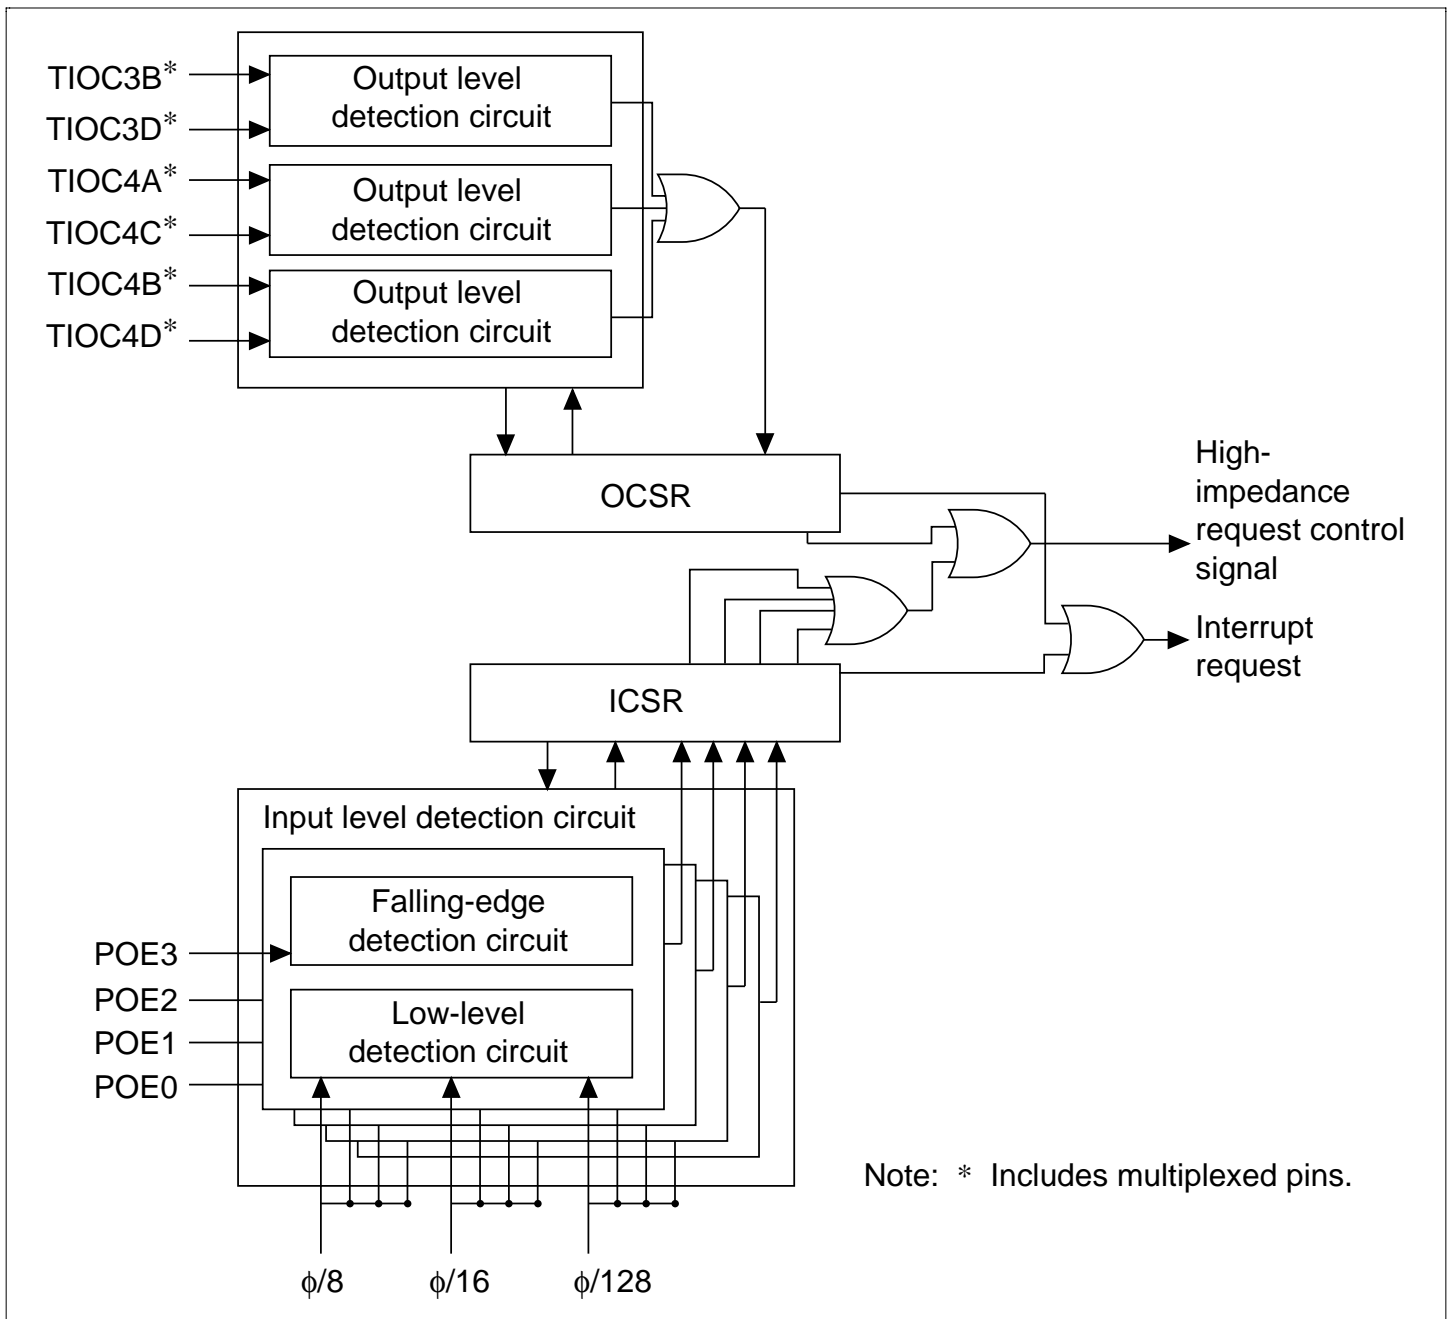 TIOC3B*
TIOC3D*
TIOC4A*
TIOC4C*
TIOC4B*
TIOC4D*
Output level
detection circuit
Output level
detection circuit
Output level
detection circuit
OCSR
High-
impedance
request control
signal
Interrupt
request
ICSR
Input level detection circuit
Falling-edge
detection circuit
Low-level
detection circuit
POE3
POE2
POE1
POE0
Note: * Includes multiplexed pins.
ϕ/8
ϕ/16
ϕ/128